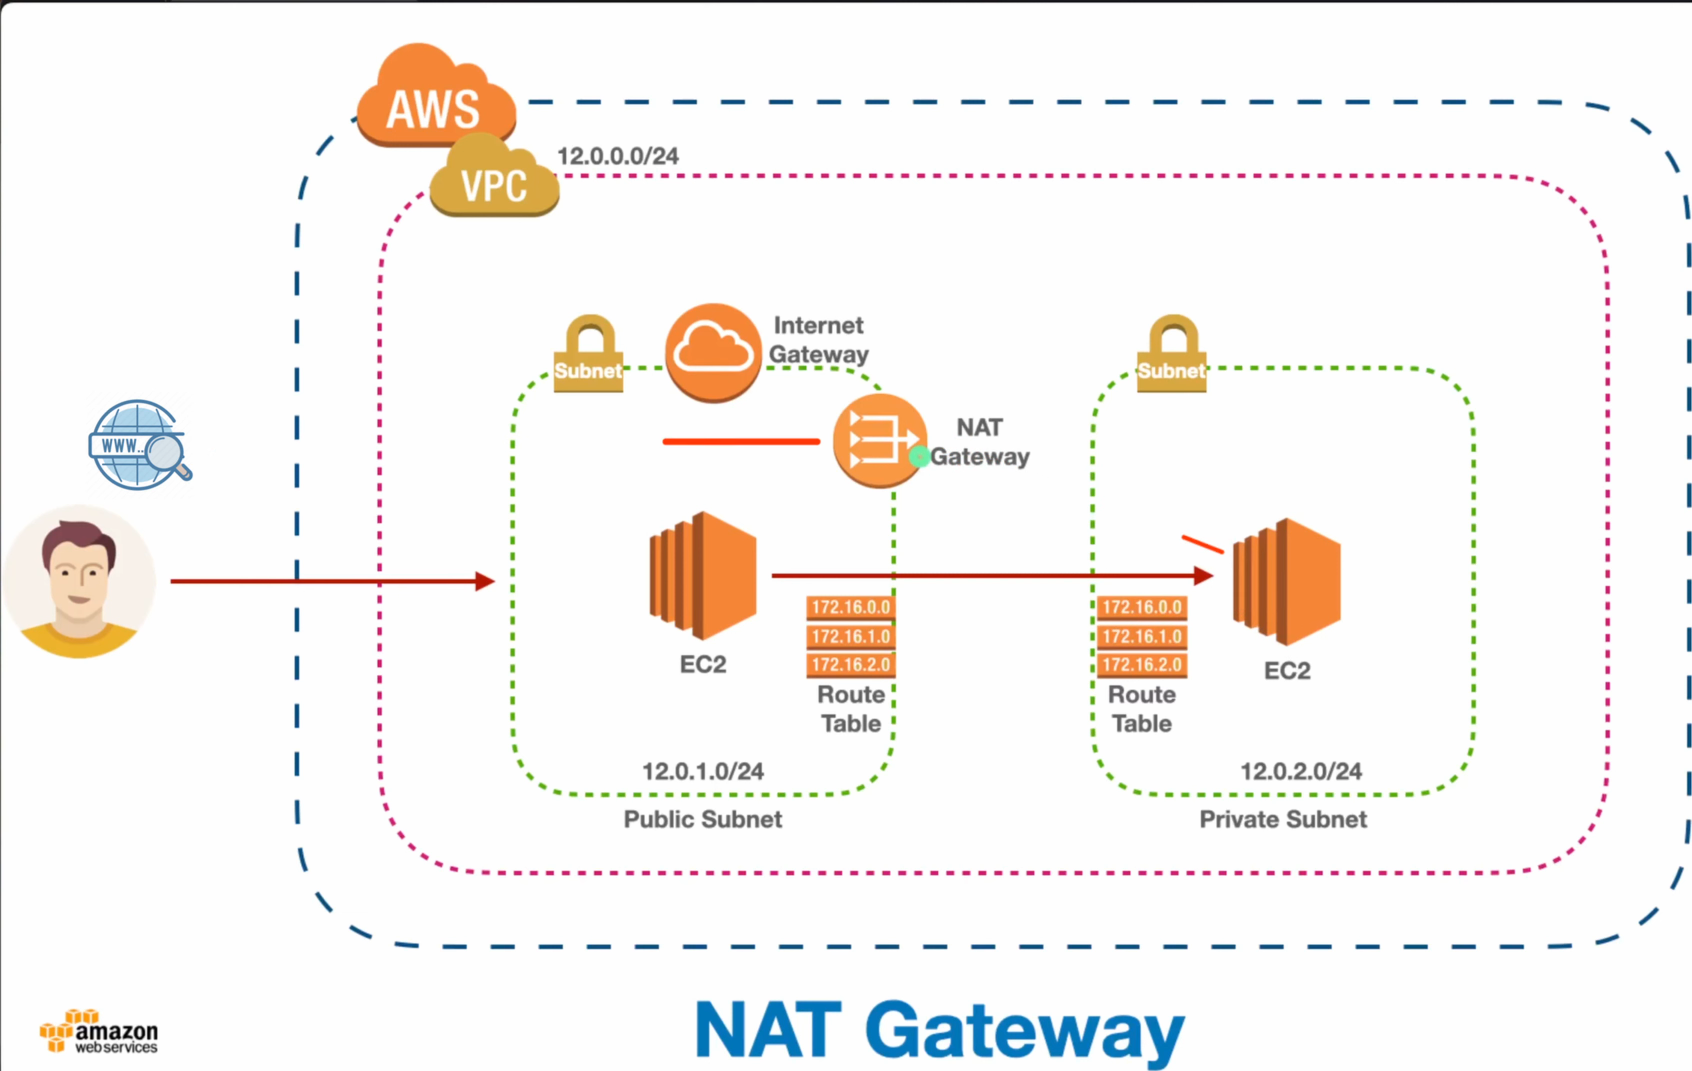 AWS
VPC
12.0.0.0/24
Subnet
Internet
Gateway
NAT
Gateway
Subnet
WWW..
EC2
172.16.0.0
172.16.1.0
172.16.2.0
Route
Table
12.0.1.0/24
Public Subnet
172.16.0.0
172.16.1.0
172.16.2.0
Route
Table
EC2
12.0.2.0/24
Private Subnet
amazon
webservices
NAT Gateway